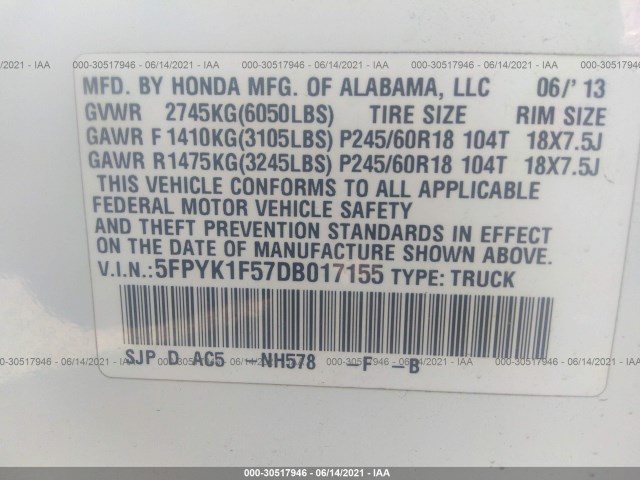 000-30517946 - 06/14/2021 - IAA
MFD. BY HONDA MFG. OF ALABAMA, LLC 06/' 13
GVWR 2745KG(6050LBS) TIRE SIZE RIM SIZE
GAWR F 1410KG(3105LBS) P245/60R18 104T 18X7.5J
GAWR R1475KG(3245LBS) P245/60R18 104T 18X7.5J
THIS VEHICLE CONFORMS TO ALL APPLICABLE
FEDERAL MOTOR VEHICLE SAFETY
AND THEFT PREVENTION STANDARDS IN EFFECT
ON THE DATE OF MANUFACTURE SHOWN ABOVE.
V.I.N.:5FPYK1F57DB017155 TYPE: TRUCK
SJP D AC5 -NH578 -F -B
000-30517946 - 06/14/2021 - IAA